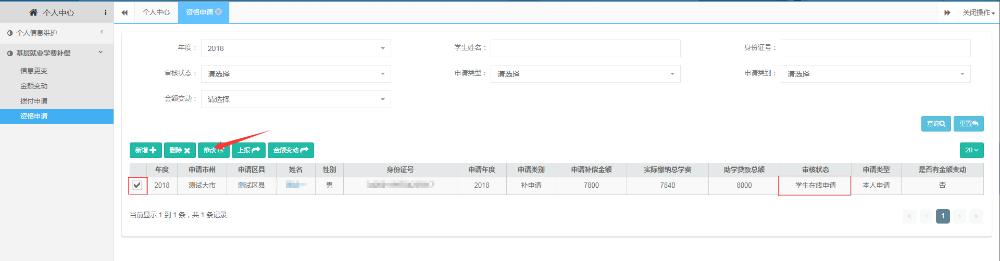 个人中心
个人中心
资格申请
关闭操作
个人信息维护
基层就业学费补偿
信息更变
金额变动
拨付申请
资格申请
年度：
2018
学生姓名：
身份证号：
审核状态：
请选择
申请类型：
请选择
申请类别：
请选择
金额变动：
请选择
查询
重置
新增
删除
修改
上报
金额变动
20
年度 申请市州 申请区县 姓名 性别 身份证号 申请年度 申请类别 申请补偿金额 实际缴纳总学费 助学贷款总额 审核状态 申请类型 是否有金额变动
2018 测试大市 测试区县 男 2018 补申请 7800 7840 8000 学生在线申请 本人申请 否
当前显示 1 到 1 条，共 1 条记录
« ‹ 1 › »